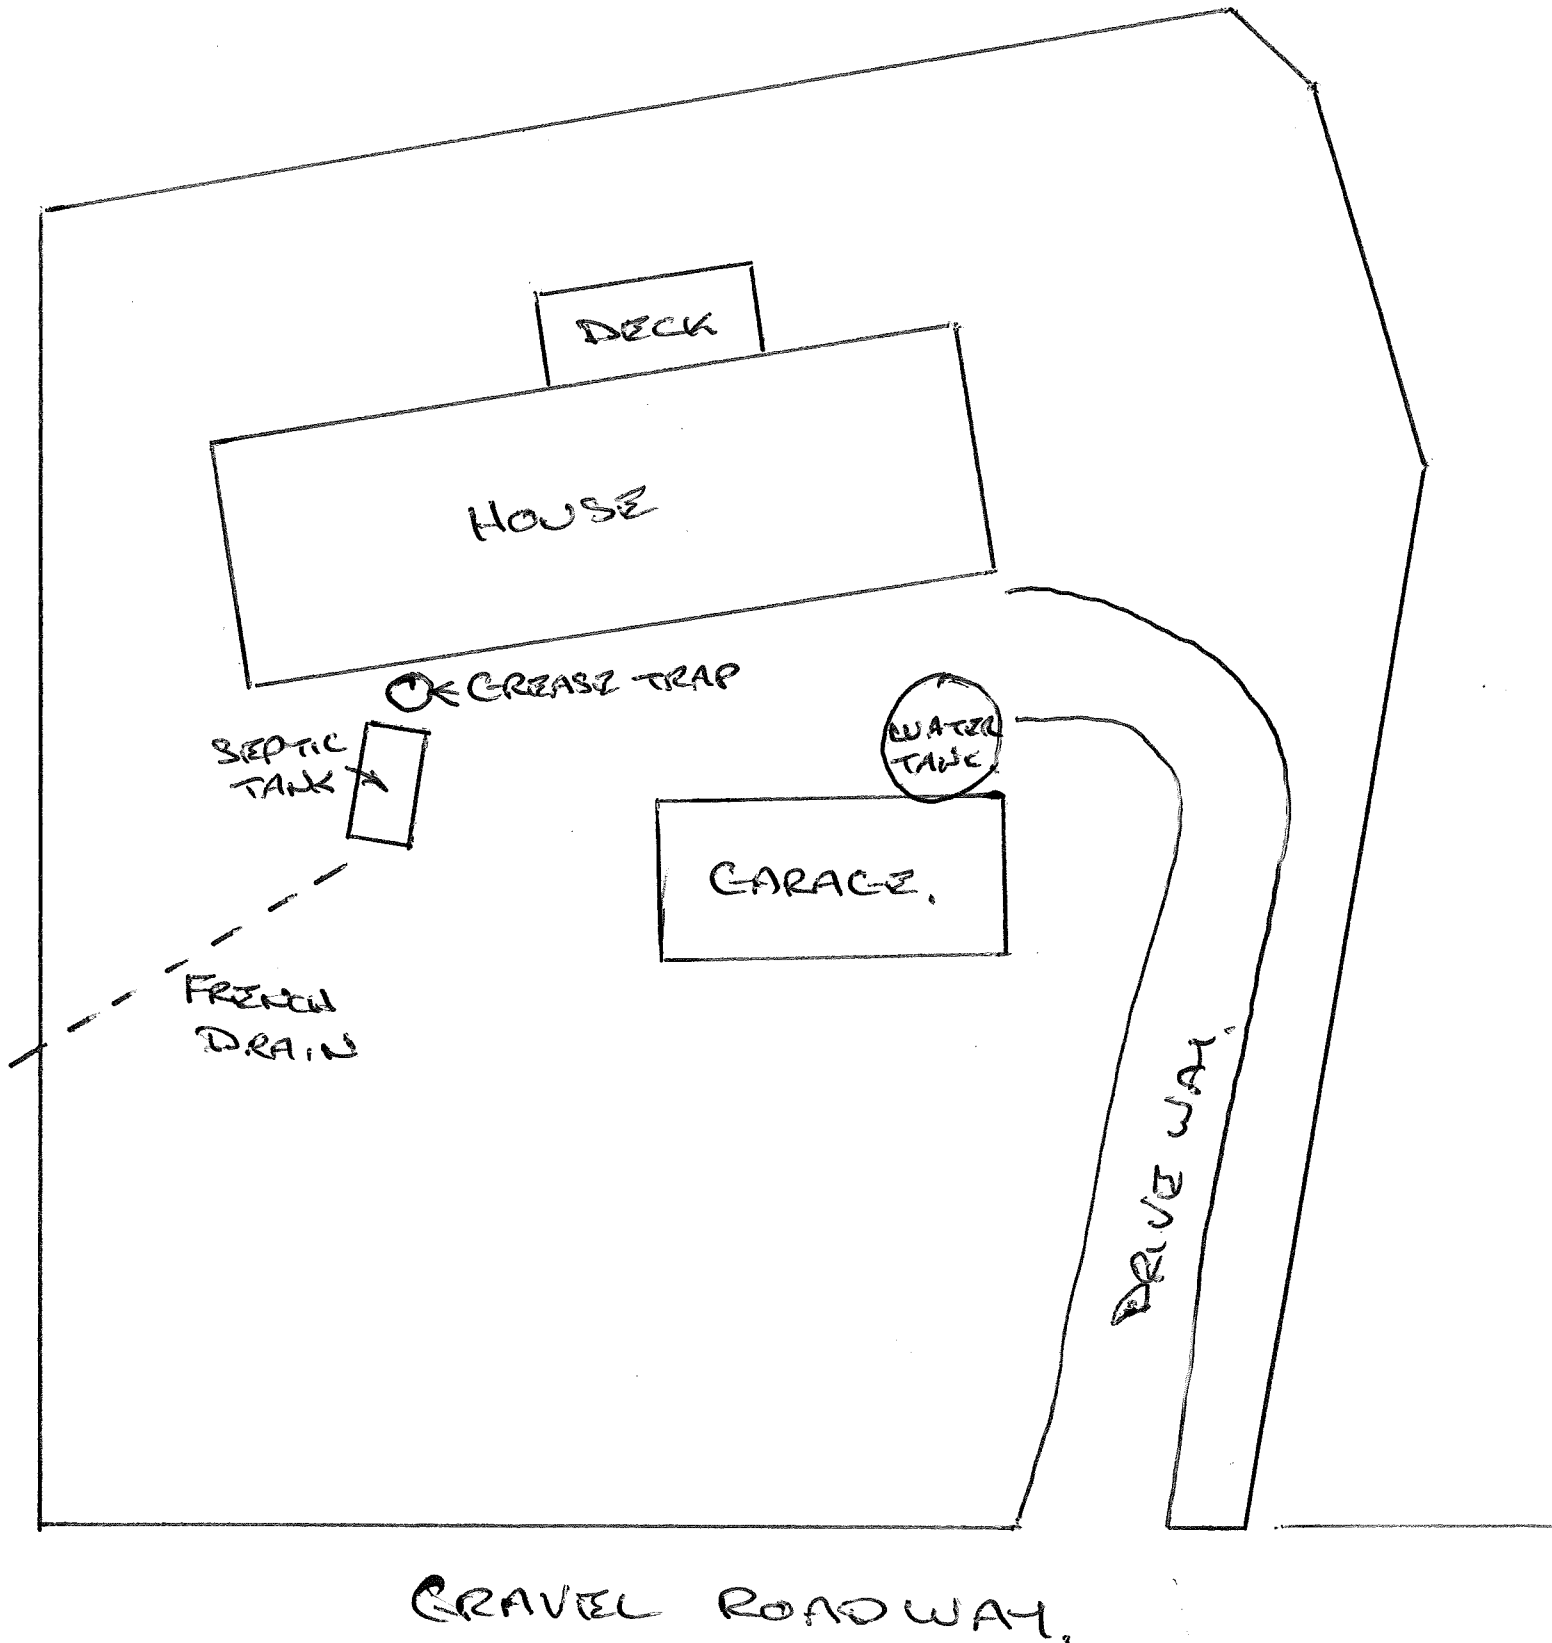 DECK
HOUSE
GREASE TRAP
SEPTIC
TANK
WATER
TANK.
GARAGE.
FRENCH
DRAIN
DRIVE WAY.
GRAVEL ROADWAY.